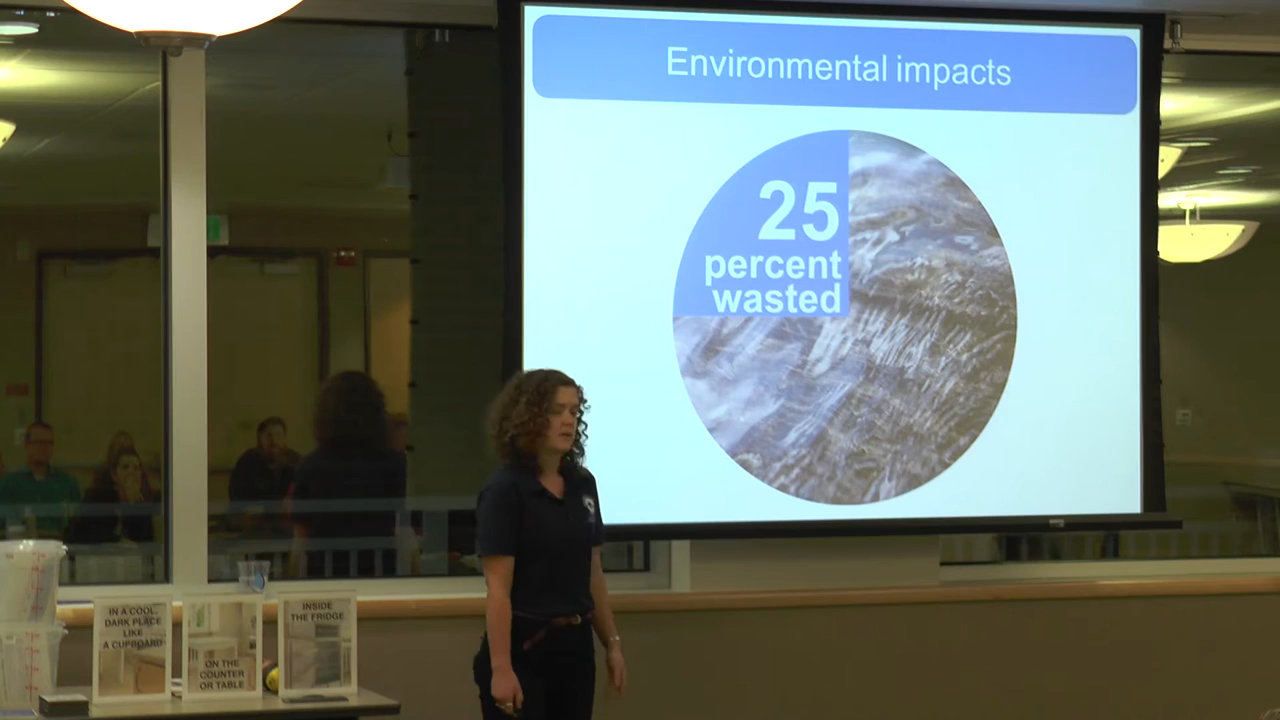 Environmental impacts
25
percent
wasted
IN A COOL,
DARK PLACE
LIKE
A CUPBOARD
ON THE
COUNTER
OR TABLE
INSIDE
THE FRIDGE